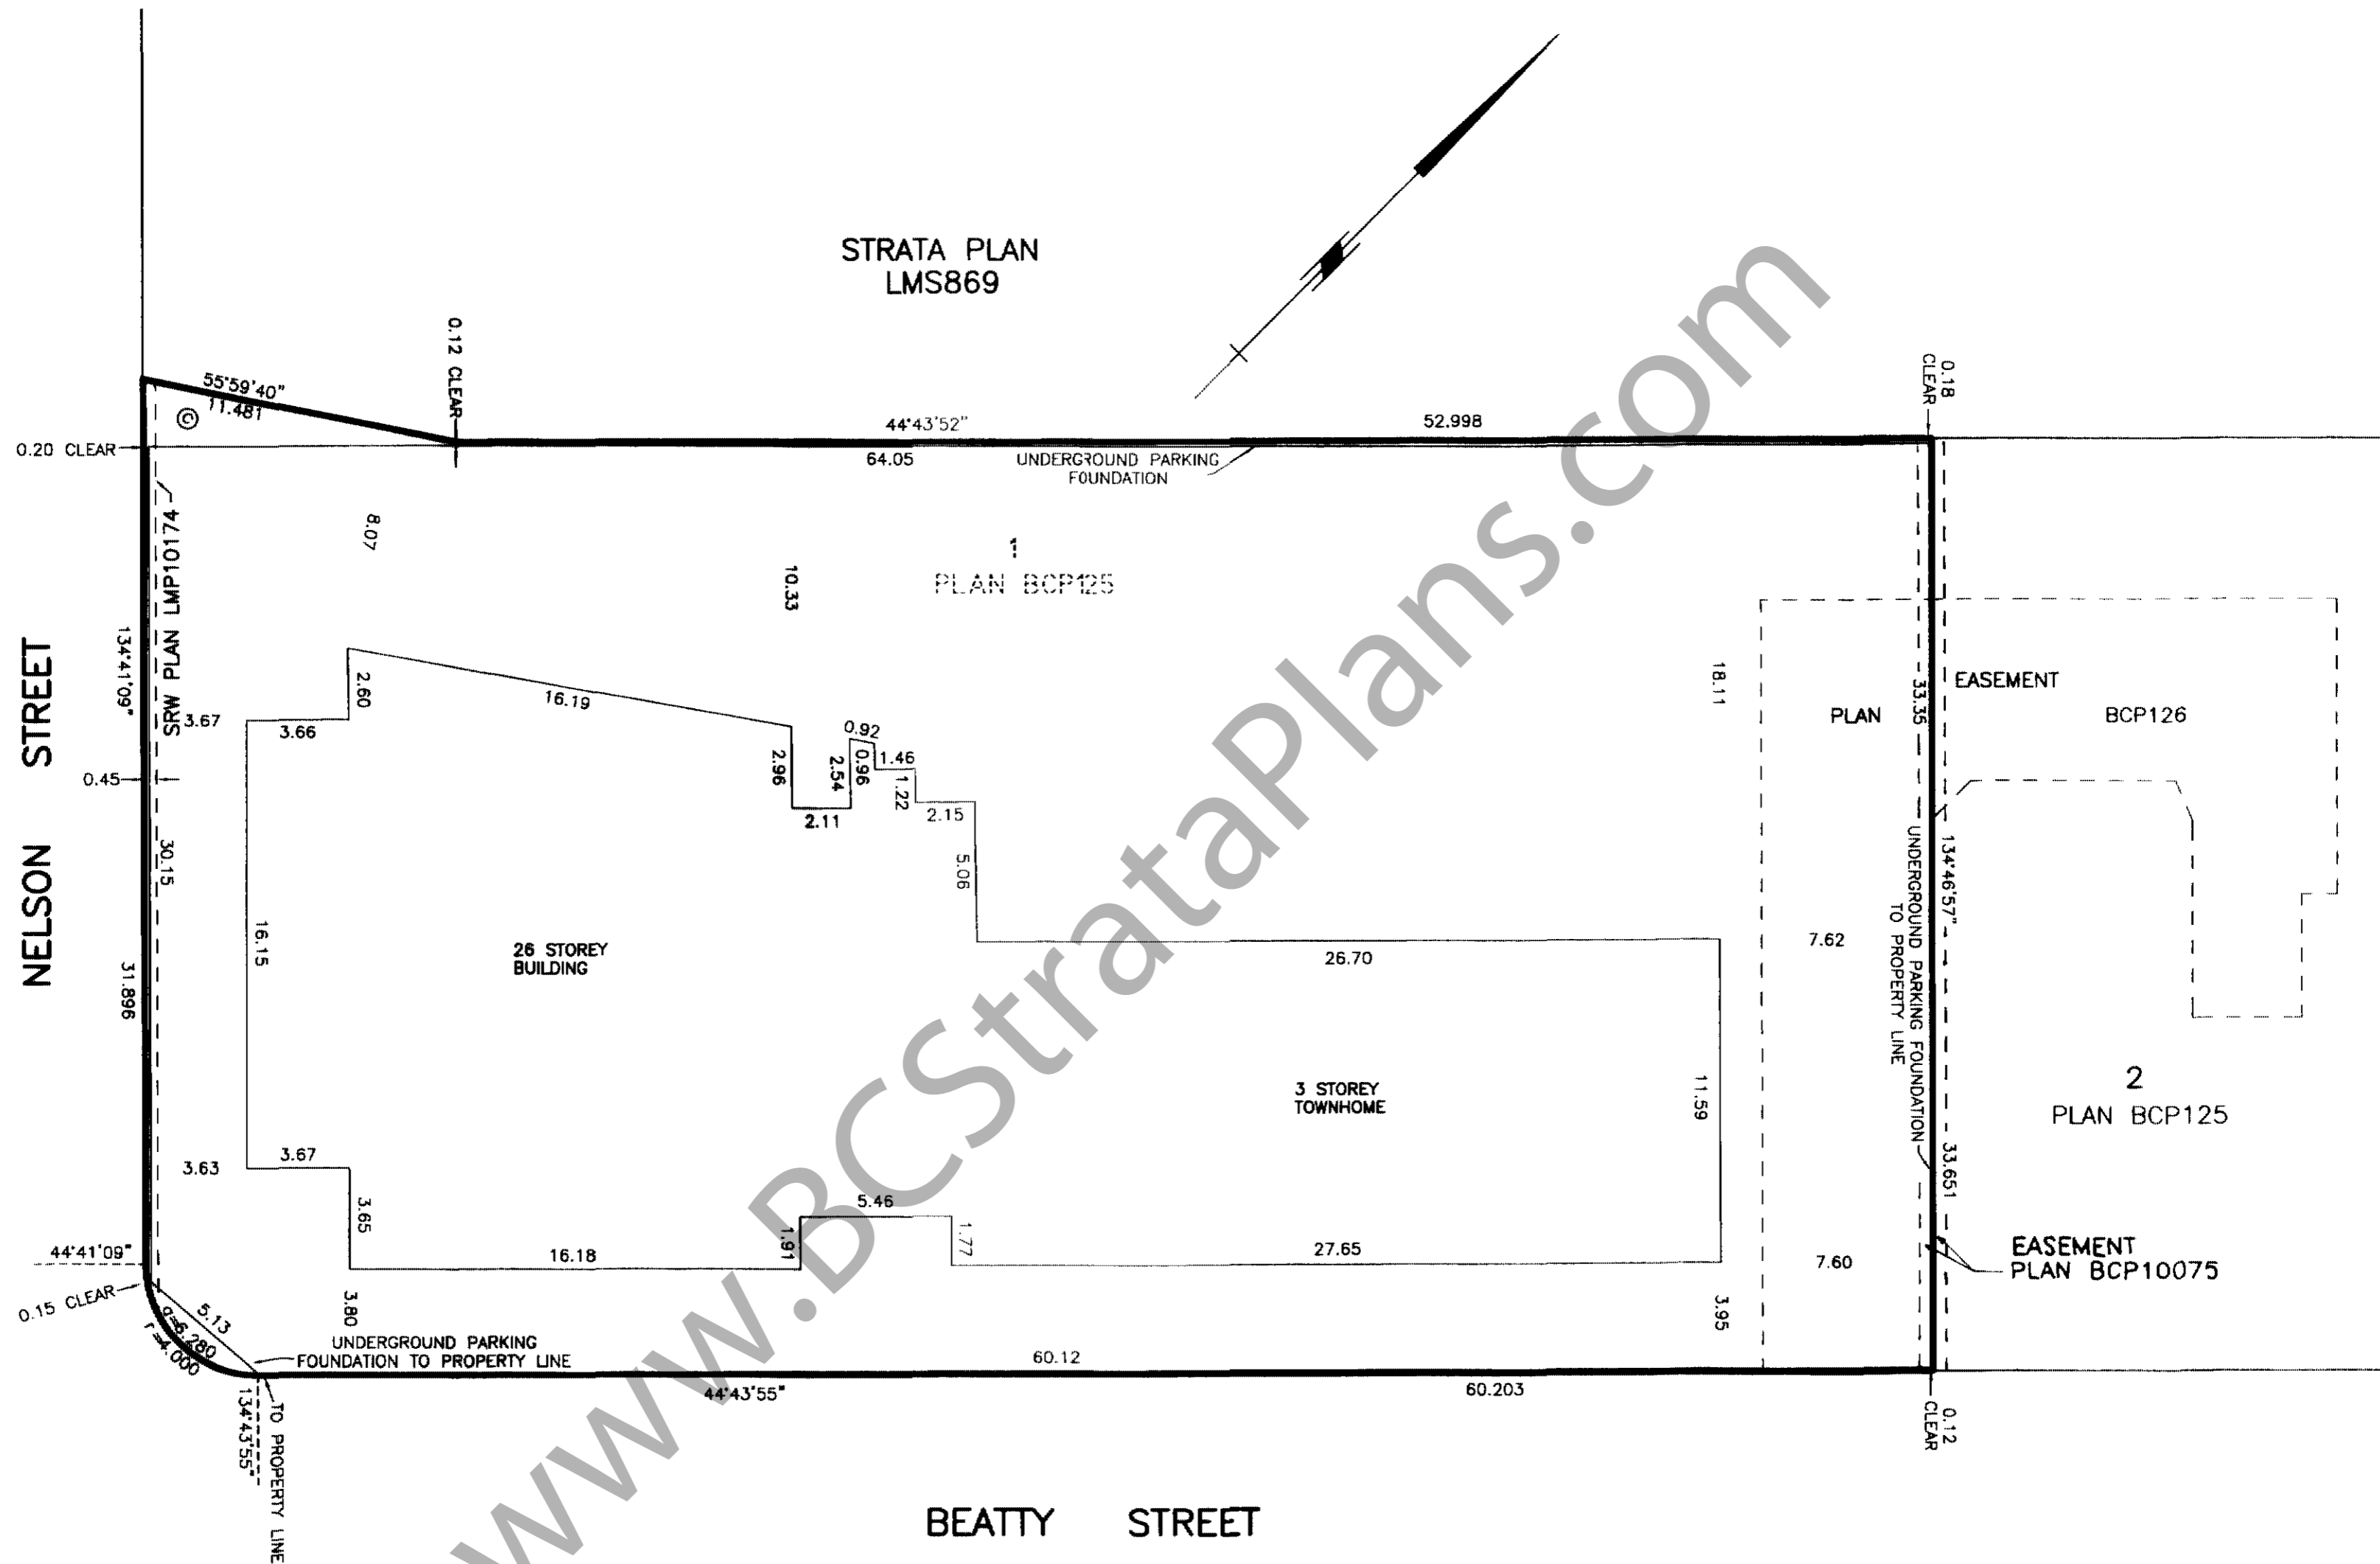 STRATA PLAN
LMS869
0.12 CLEAR
0.18
CLEAR
55°59'40"
11.481
©
44°43'52"
52.998
0.20 CLEAR
64.05
UNDERGROUND PARKING
FOUNDATION
SRW PLAN LMP10174
8.07
10.33
1
PLAN BCP125
NELSON STREET
134°41'09"
31.896
2.60
16.19
3.67
3.66
0.45
30.15
2.96
2.11
2.54
0.92
0.96
1.46
1.22
2.15
5.06
18.11
33.35
EASEMENT
PLAN
BCP126
16.15
26 STOREY
BUILDING
26.70
7.62
UNDERGROUND PARKING FOUNDATION
TO PROPERTY LINE
134°46'57"
33.651
3 STOREY
TOWNHOME
11.59
2
PLAN BCP125
3.63
3.67
3.65
5.46
1.91
1.77
16.18
27.65
7.60
EASEMENT
PLAN BCP10075
44°41'09"
0.15 CLEAR
5.13
a=6.280
r=4.000
3.80
3.95
UNDERGROUND PARKING
FOUNDATION TO PROPERTY LINE
60.12
44°43'55"
60.203
134°43'55"
TO PROPERTY LINE
0.12
CLEAR
BEATTY STREET
www.BCStrataPlans.com